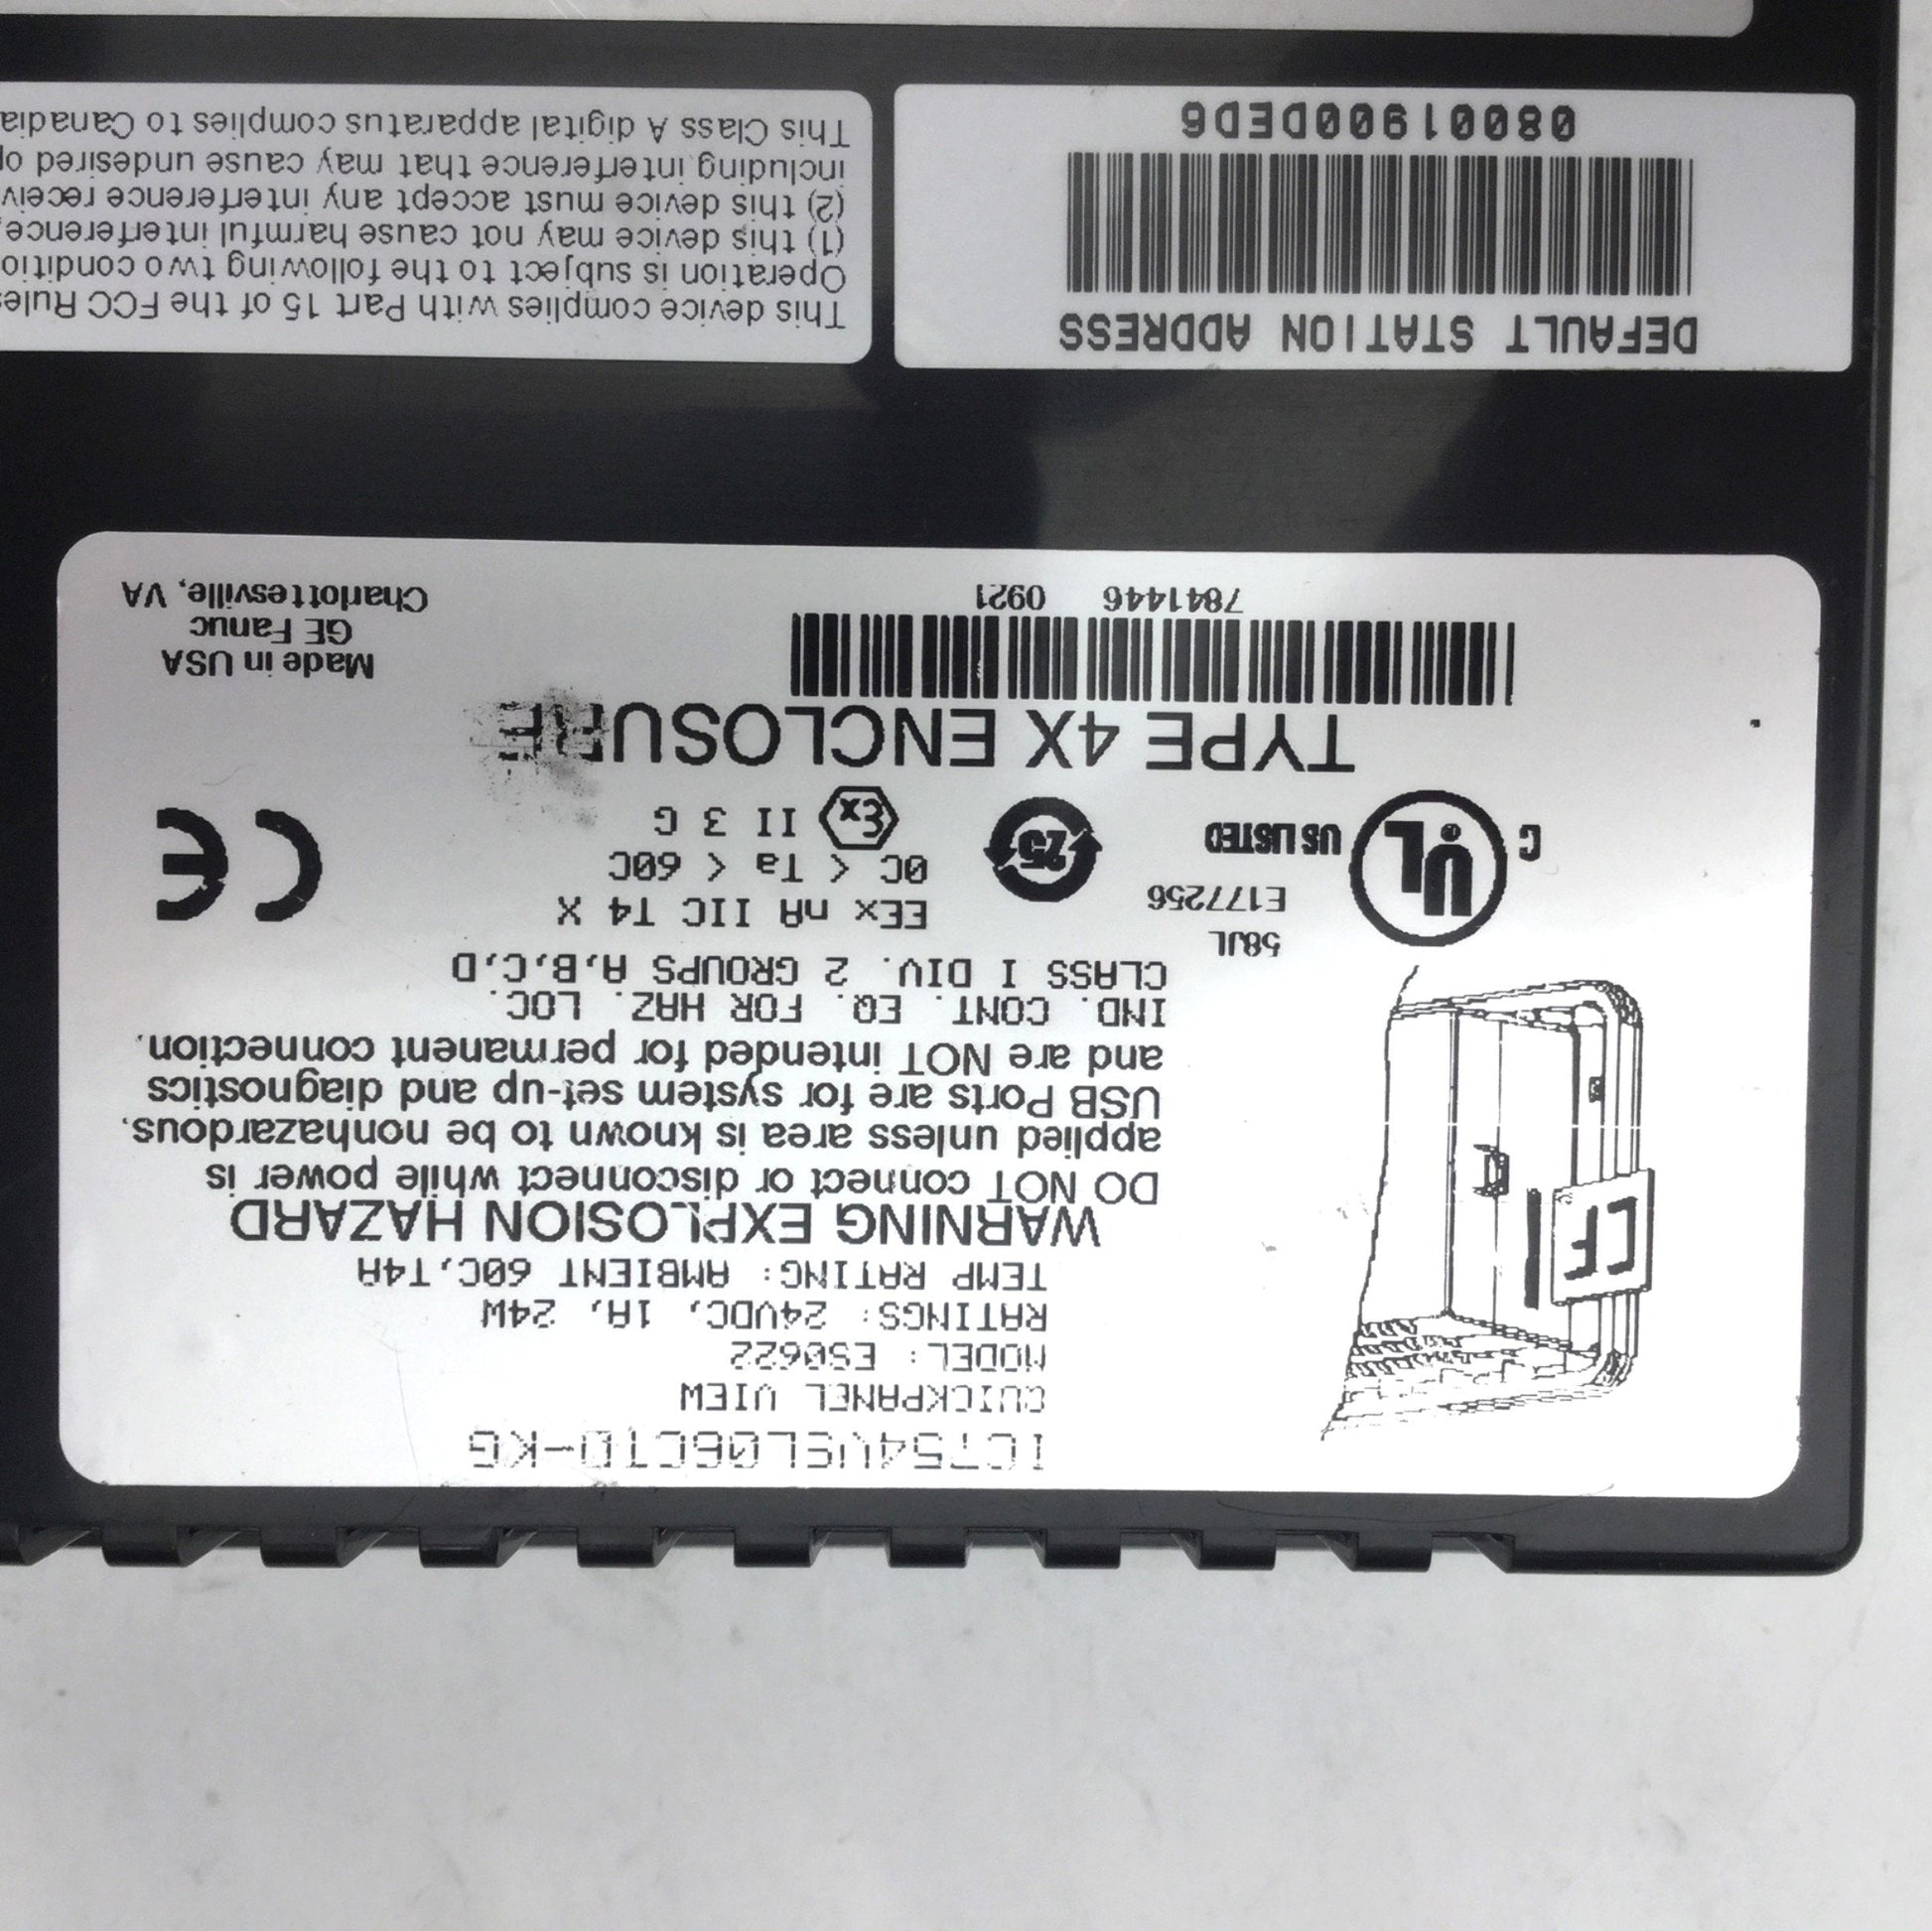 IC754VSL06CTD-KG
QUICKPANEL VIEW
MODEL: ES0622
RATINGS: 24VDC, 1A, 24W
TEMP RATING: AMBIENT 60C,T4A
WARNING EXPLOSION HAZARD
DO NOT connect or disconnect while power is
applied unless area is known to be nonhazardous.
USB Ports are for system set-up and diagnostics
and are NOT intended for permanent connection.
IND. CONT. EQ. FOR HAZ. LOC.
CLASS I DIV. 2 GROUPS A,B,C,D
CF
58JL
E177256
C UL US LISTED
25
EEx nA IIC T4 X
0C < Ta < 60C
Ex II 3 G
CE
TYPE 4X ENCLOSURE
7841446 0921
Made in USA
GE Fanuc
Charlottesville, VA
DEFAULT STATION ADDRESS
08001900DED6
This device complies with Part 15 of the FCC Rules
Operation is subject to the following two conditio
(1) this device may not cause harmful interference,
(2) this device must accept any interference receiv
including interference that may cause undesired op
This Class A digital apparatus complies to Canadia